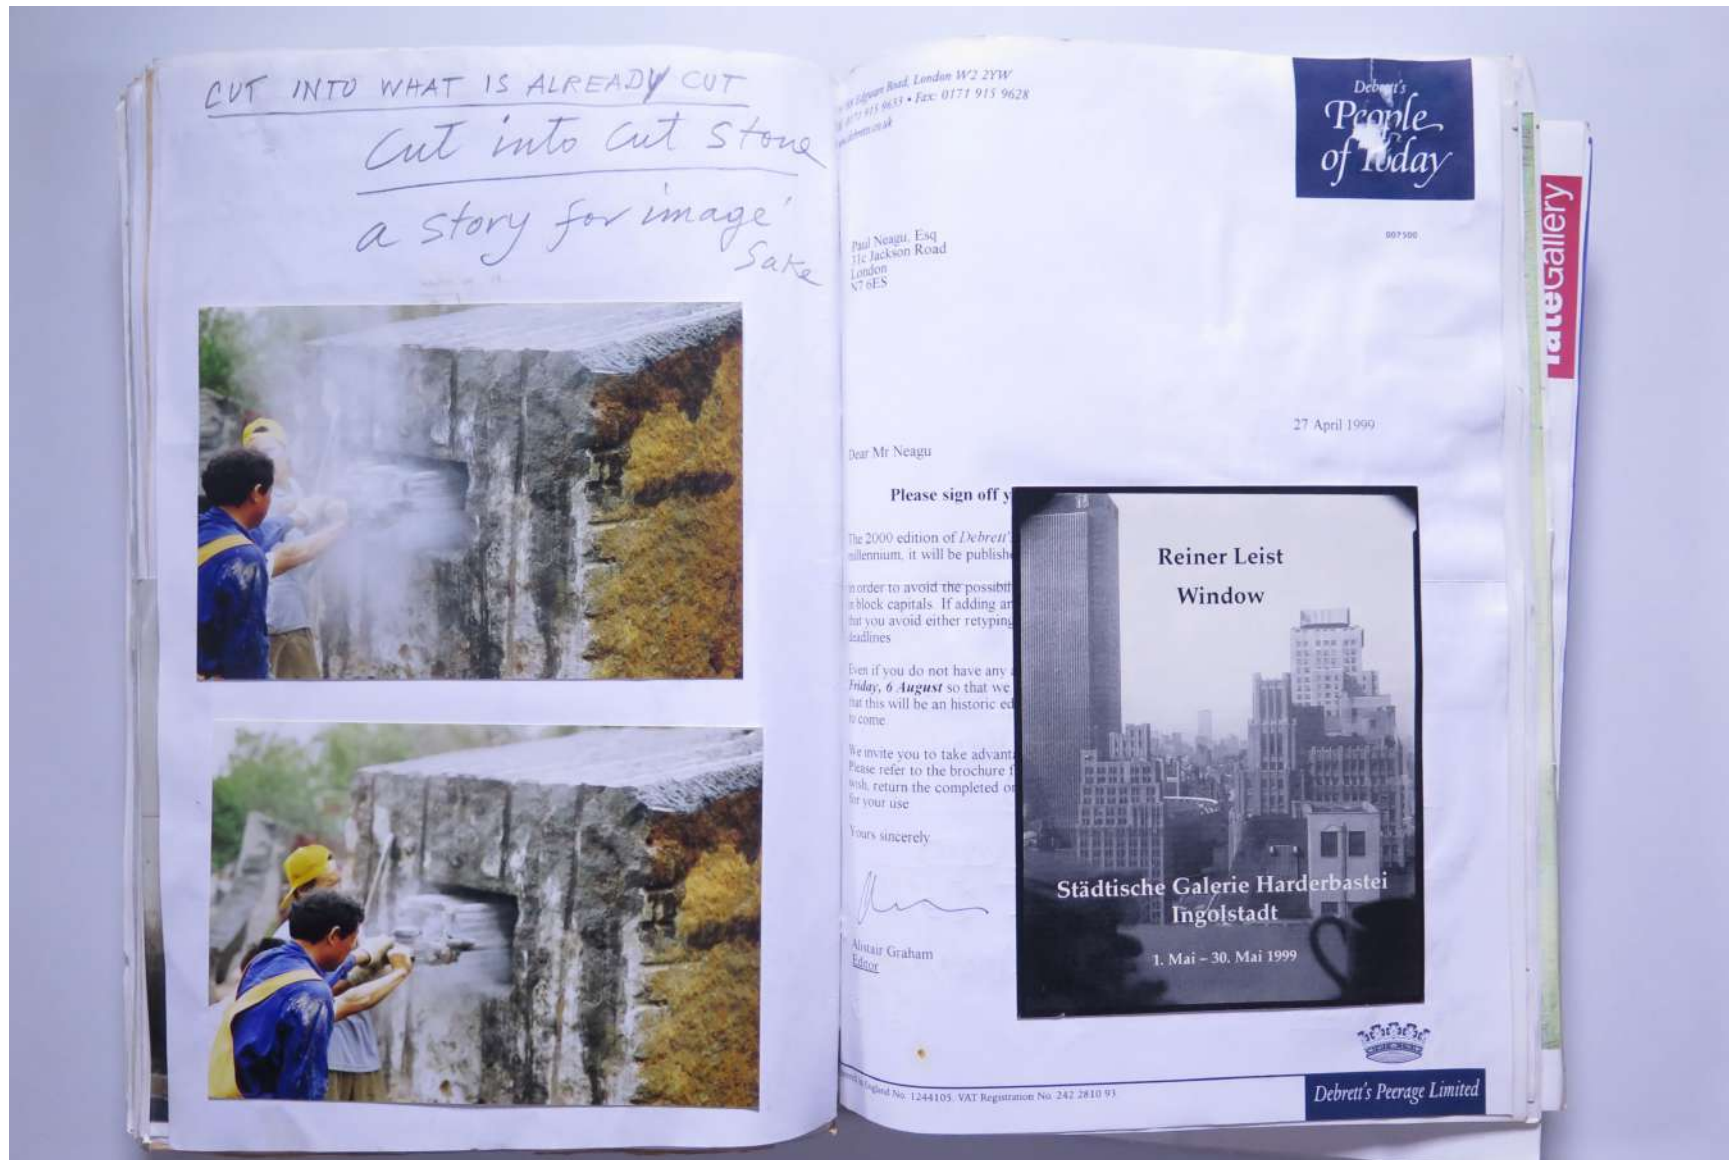 CUT INTO WHAT IS ALREADY CUT
Cut into cut stone
a story for image'
Sake
Road, London W2 2YW
0171 915 9633 • Fax: 0171 915 9628
Debrett's
People
of Today
007500
Paul Neagu, Esq
31c Jackson Road
London
N7 6ES
27 April 1999
Dear Mr Neagu
Please sign off y
The 2000 edition of Debrett'
millennium, it will be publishe
in order to avoid the possibil
in block capitals. If adding an
that you avoid either retyping
deadlines
Even if you do not have any
Friday, 6 August so that we
that this will be an historic ed
to come
We invite you to take advant
Please refer to the brochure f
wish, return the completed or
for your use
Yours sincerely
Alistair Graham
Editor
Reiner Leist
Window
Städtische Galerie Harderbastei
Ingolstadt
1. Mai – 30. Mai 1999
England No. 1244105. VAT Registration No. 242 2810 93
Debrett's Peerage Limited
tateGallery